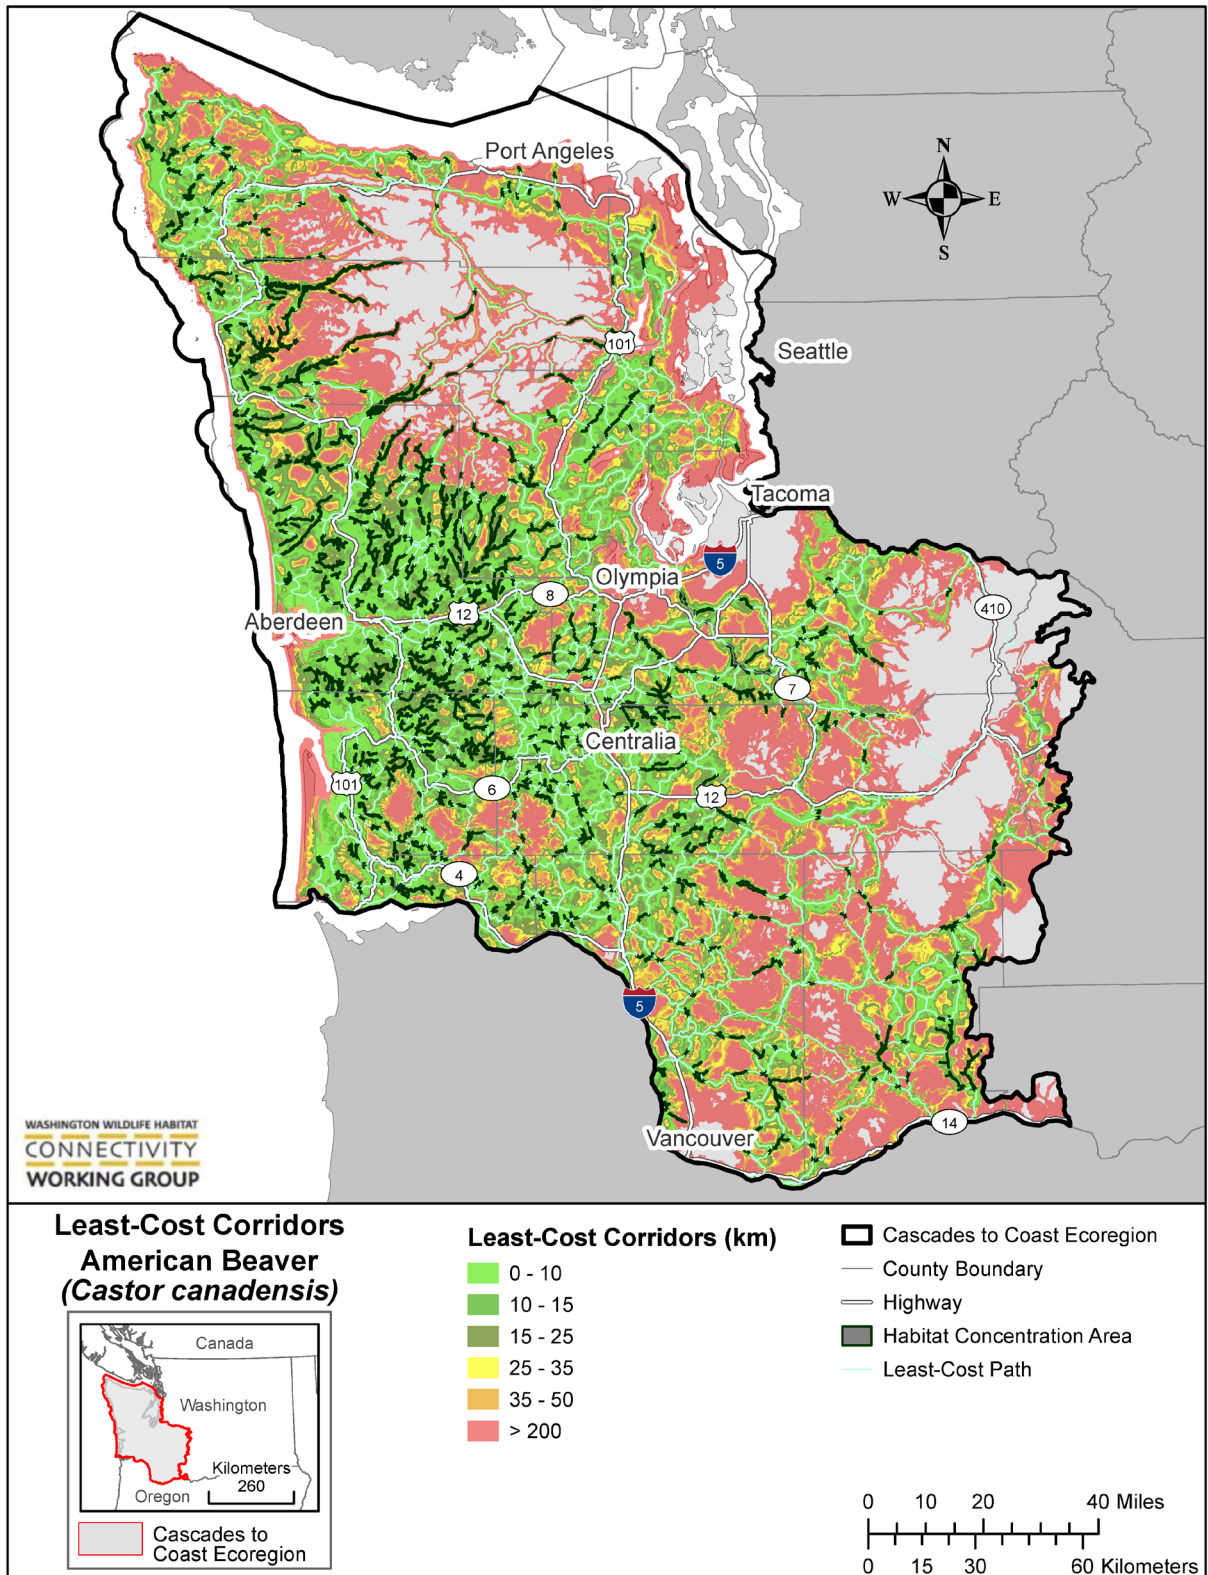 Port Angeles
N
W
E
S
101
Seattle
Tacoma
5
Olympia
8
410
12
Aberdeen
7
Centralia
101
6
12
4
5
14
Vancouver
WASHINGTON WILDLIFE HABITAT
CONNECTIVITY
WORKING GROUP
Least-Cost Corridors
American Beaver
(Castor canadensis)
Canada
Washington
Kilometers
260
Oregon
Cascades to
Coast Ecoregion
Least-Cost Corridors (km)
0 - 10
10 - 15
15 - 25
25 - 35
35 - 50
> 200
Cascades to Coast Ecoregion
County Boundary
Highway
Habitat Concentration Area
Least-Cost Path
0 10 20 40 Miles
0 15 30 60 Kilometers